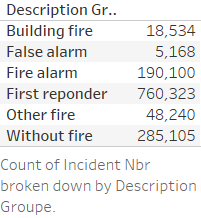 Description Gr..
Building fire 18,534
False alarm 5,168
Fire alarm 190,100
First reponder 760,323
Other fire 48,240
Without fire 285,105
Count of Incident Nbr
broken down by Description
Groupe.